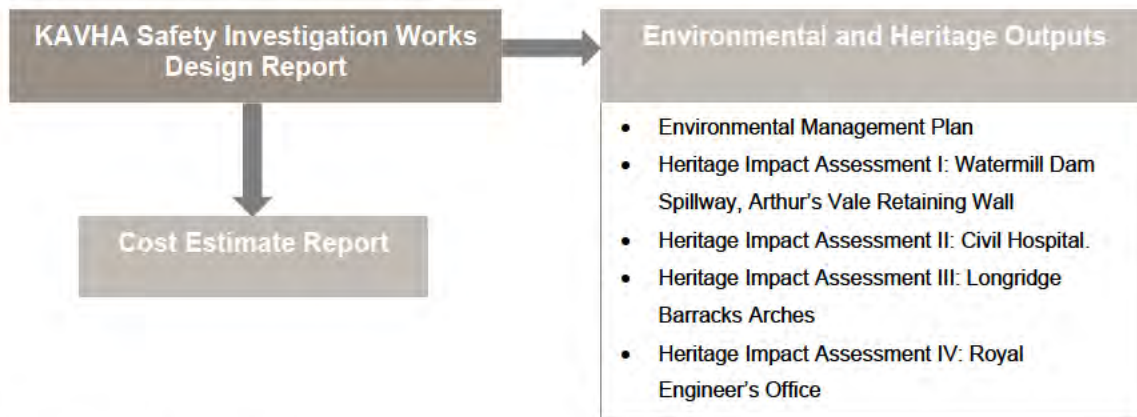 KAVHA Safety Investigation Works
Design Report
Environmental and Heritage Outputs
Cost Estimate Report
• Environmental Management Plan
• Heritage Impact Assessment I: Watermill Dam
Spillway, Arthur's Vale Retaining Wall
• Heritage Impact Assessment II: Civil Hospital.
• Heritage Impact Assessment III: Longridge
Barracks Arches
• Heritage Impact Assessment IV: Royal
Engineer's Office